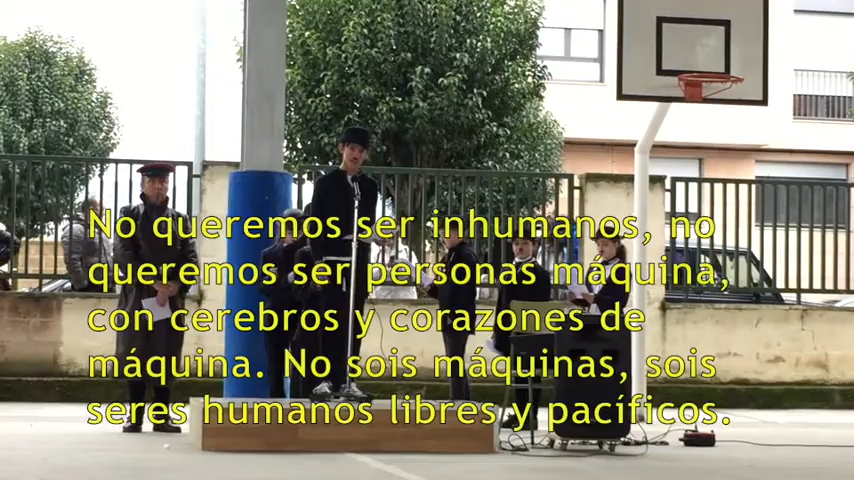 No queremos ser inhumanos, no
queremos ser personas máquina,
con cerebros y corazones de
máquina. No sois máquinas, sois
seres humanos, libres y pacíficos.